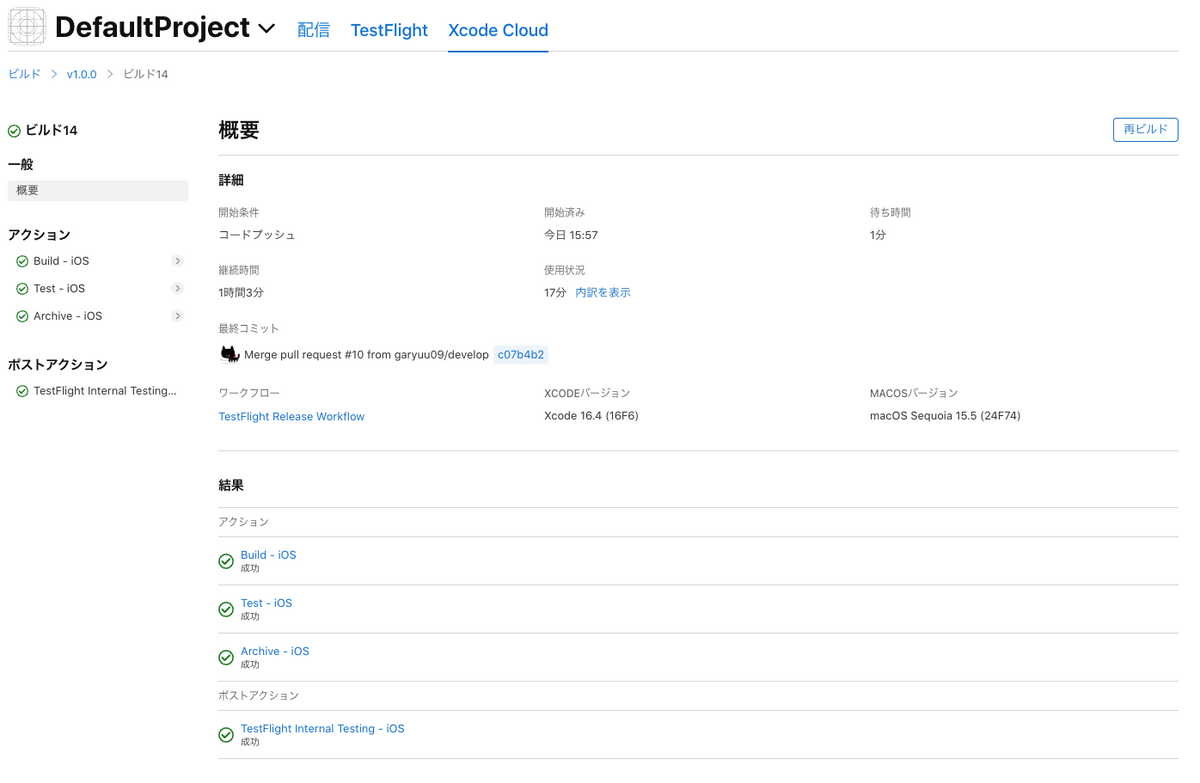 DefaultProject 配信 TestFlight Xcode Cloud
ビルド > v1.0.0 > ビルド14
ビルド14
一般
概要
アクション
Build - iOS
Test - iOS
Archive - iOS
ポストアクション
TestFlight Internal Testing...
概要
再ビルド
詳細
開始条件 開始済み 待ち時間
コードプッシュ 今日 15:57 1分
継続時間 使用状況
1時間3分 17分 内訳を表示
最終コミット
Merge pull request #10 from garyuu09/develop c07b4b2
ワークフロー XCODEバージョン MACOSバージョン
TestFlight Release Workflow Xcode 16.4 (16F6) macOS Sequoia 15.5 (24F74)
結果
アクション
Build - iOS
成功
Test - iOS
成功
Archive - iOS
成功
ポストアクション
TestFlight Internal Testing - iOS
成功